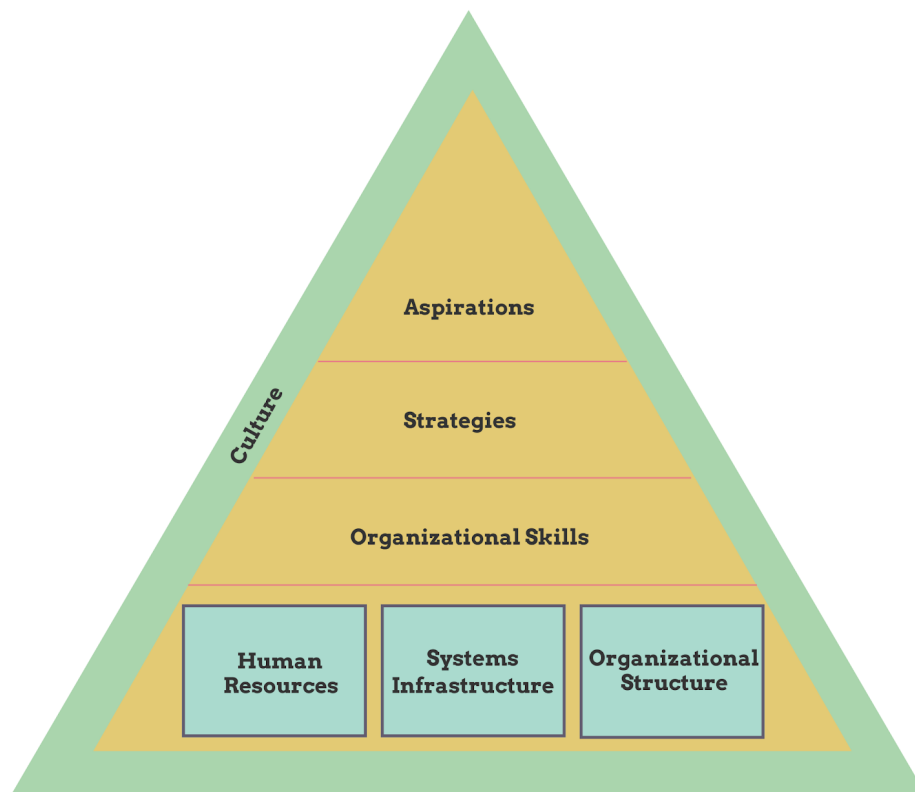 Aspirations
Culture
Strategies
Organizational Skills
Human
Resources
Systems
Infrastructure
Organizational
Structure